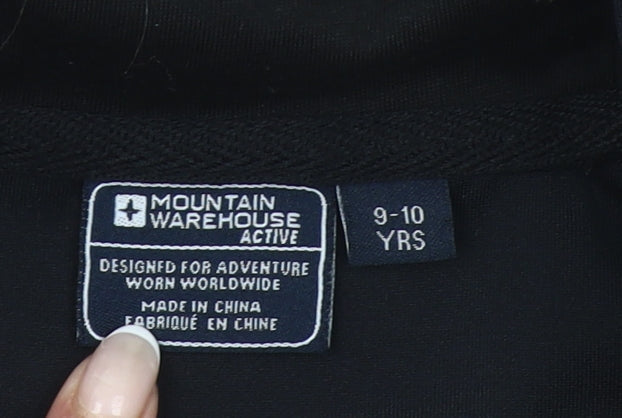 MOUNTAIN
WAREHOUSE
ACTIVE
DESIGNED FOR ADVENTURE
WORN WORLDWIDE
MADE IN CHINA
FABRIQUÉ EN CHINE
9-10
YRS